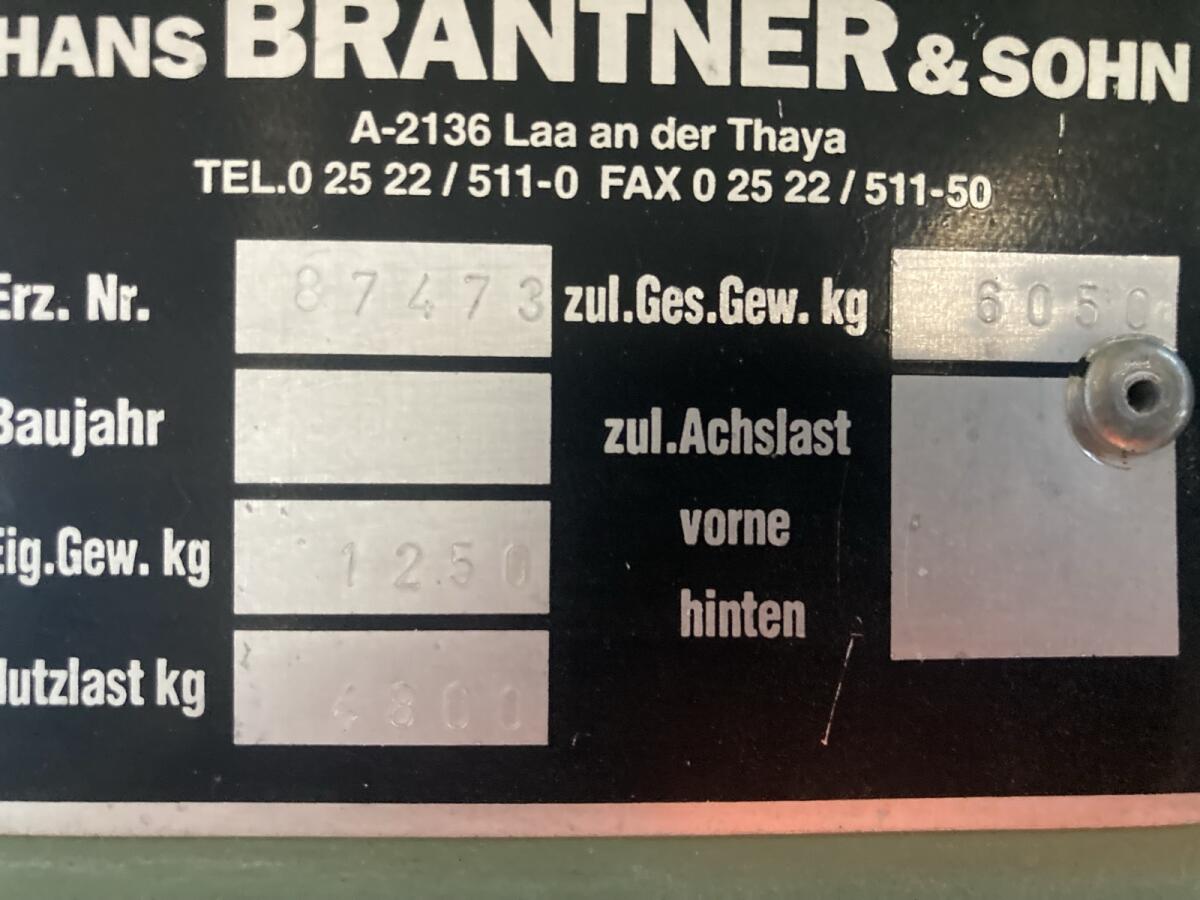 HANS BRANTNER & SOHN
A-2136 Laa an der Thaya
TEL.0 25 22 / 511-0 FAX 0 25 22 / 511-50
Erz. Nr. 87473 zul.Ges.Gew. kg 6050
Baujahr
zul.Achslast
vorne
Eig.Gew. kg 1250
hinten
Nutzlast kg 4800